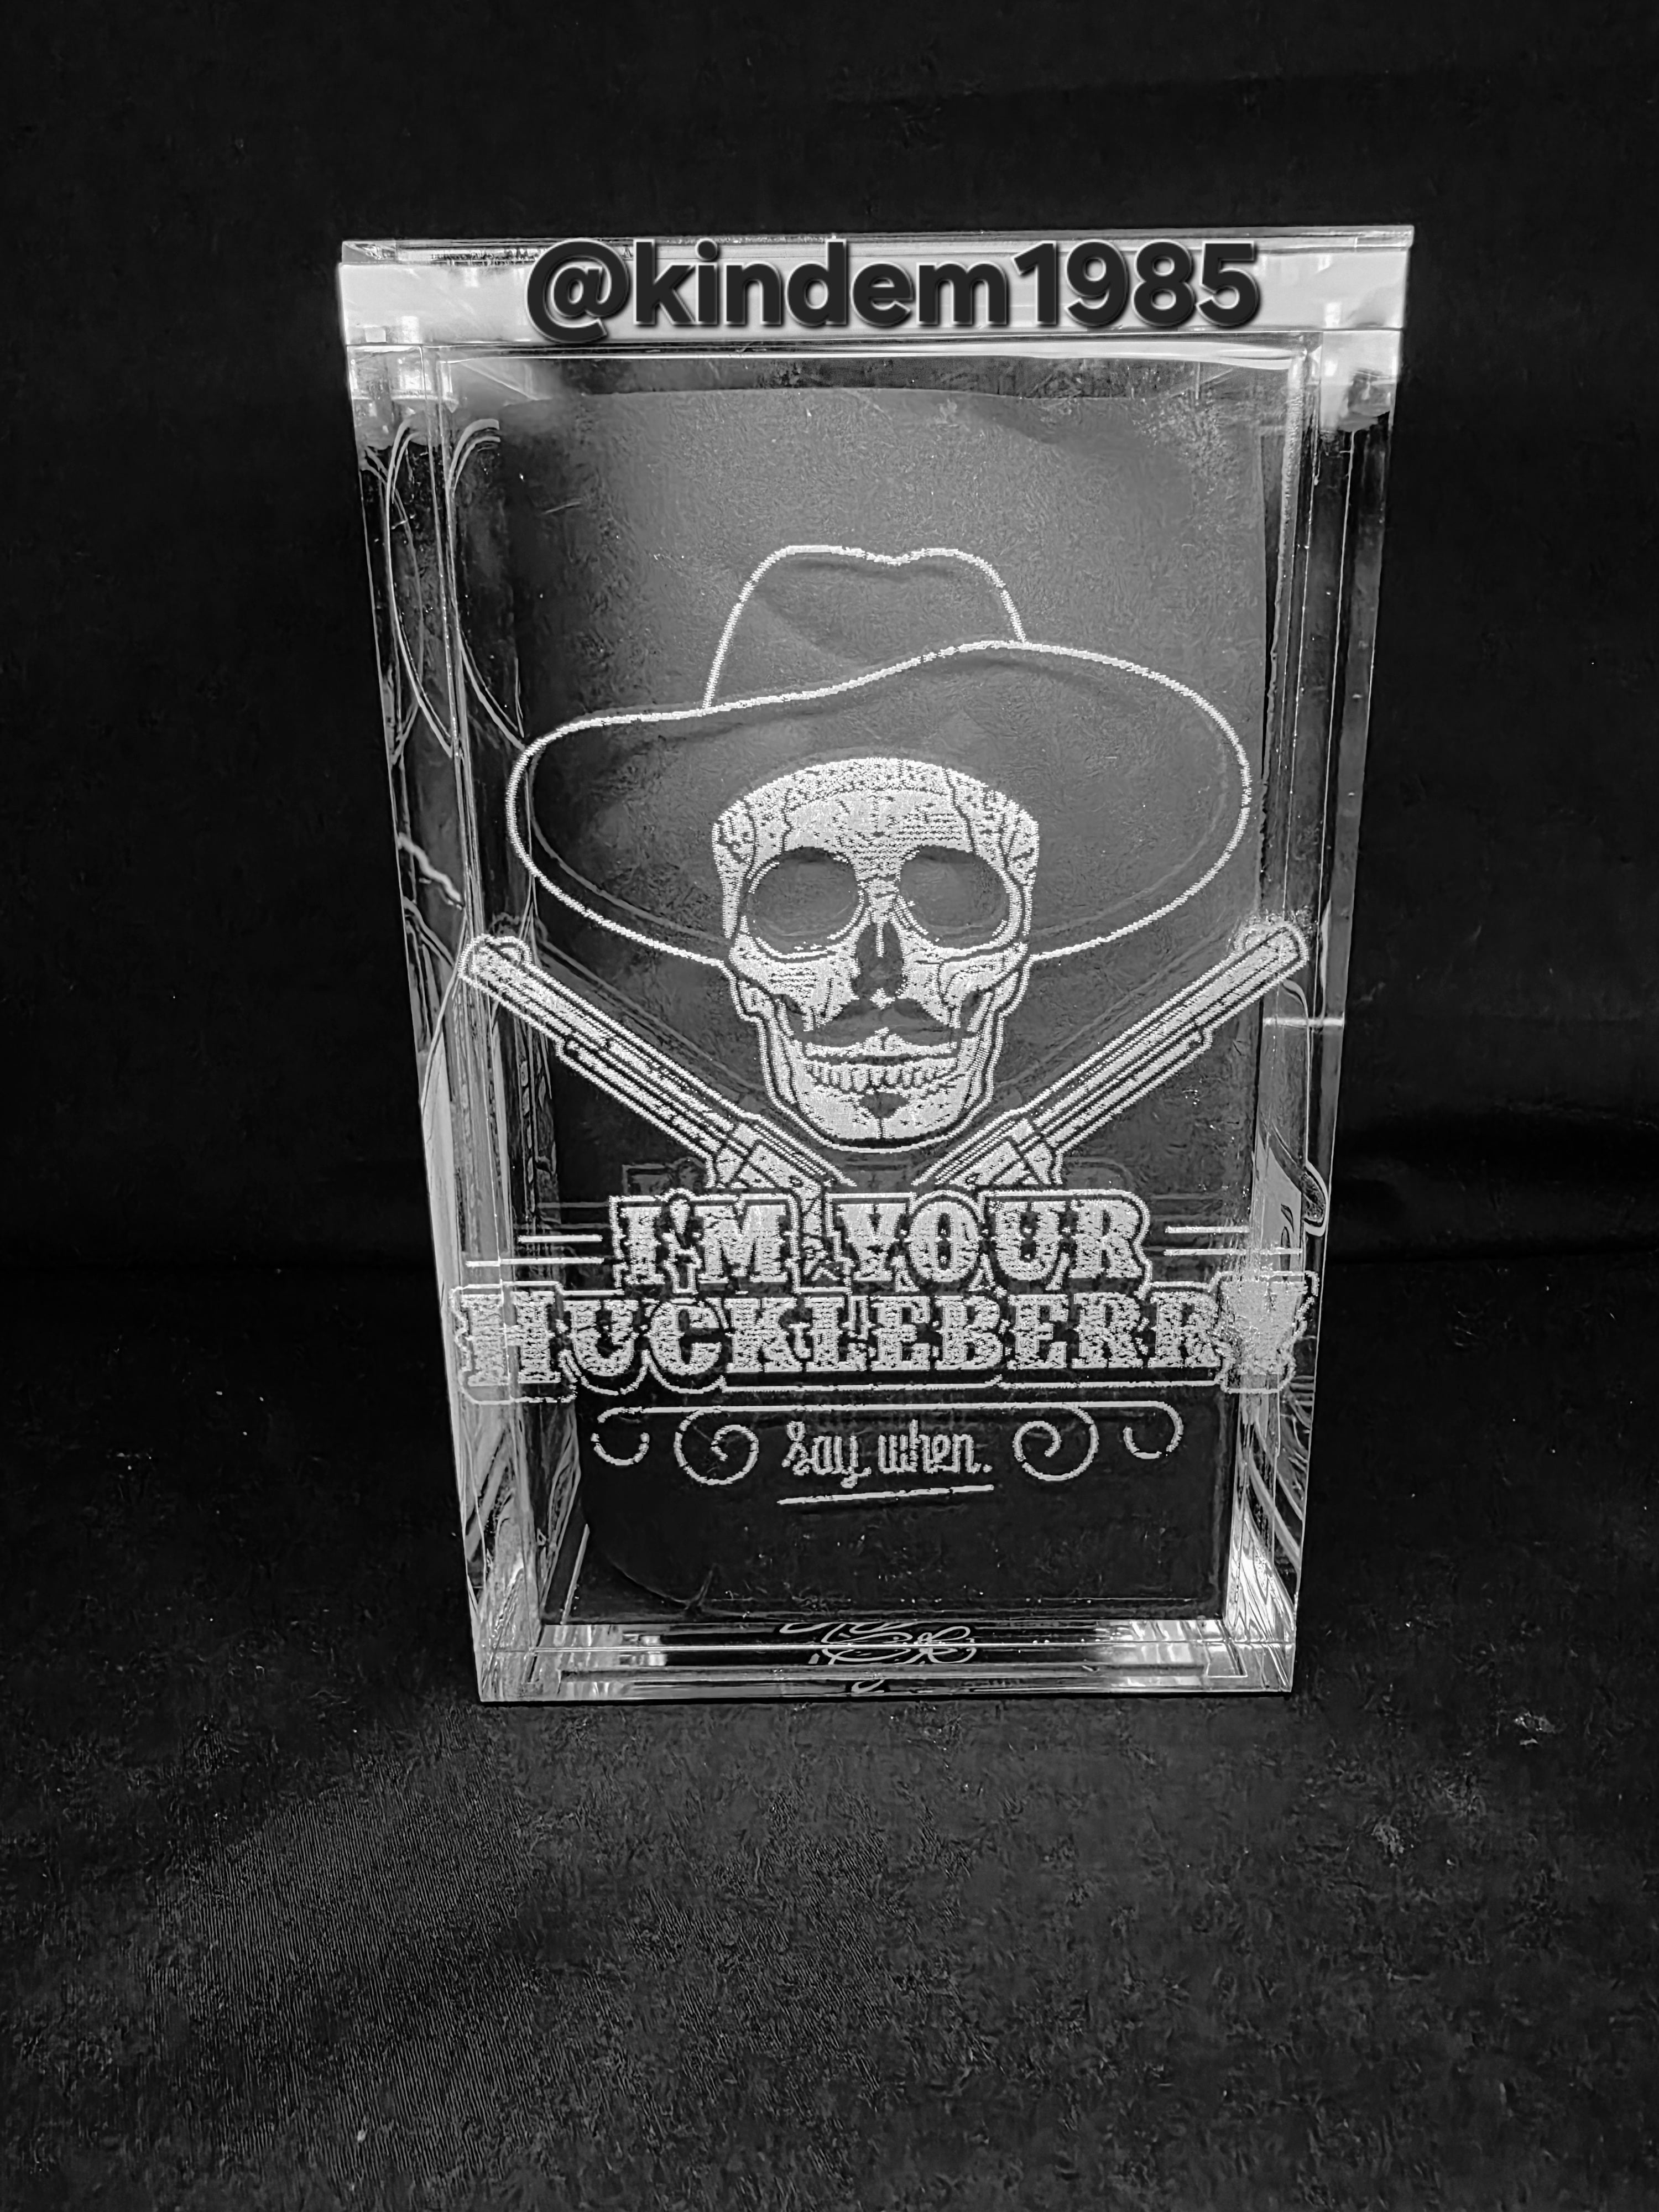 @kindem1985
I'M YOUR
HUCKLEBERRY
Say when.